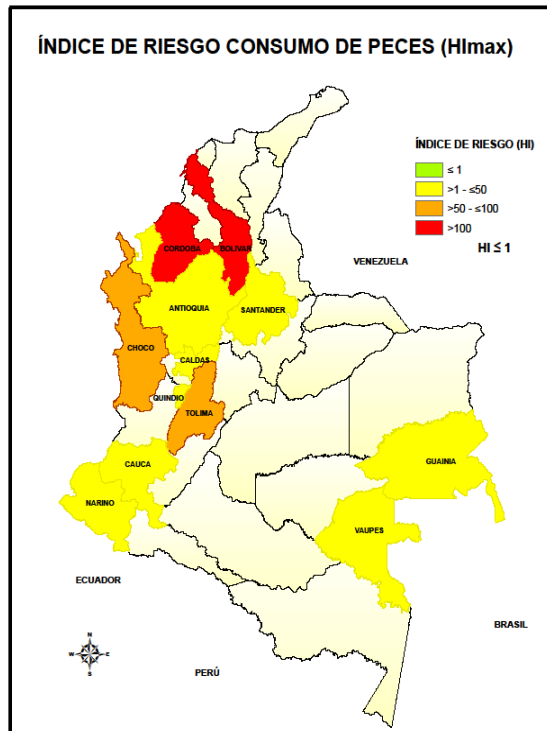 ÍNDICE DE RIESGO CONSUMO DE PECES (HImax)
ÍNDICE DE RIESGO (HI)
≤ 1
>1 - ≤50
>50 - ≤100
>100
HI ≤ 1
CORDOBA
BOLIVAR
VENEZUELA
ANTIOQUIA
SANTANDER
CHOCO
CALDAS
QUINDIO
TOLIMA
CAUCA
GUAINIA
NARINO
VAUPES
ECUADOR
BRASIL
PERÚ
N
W
E
S